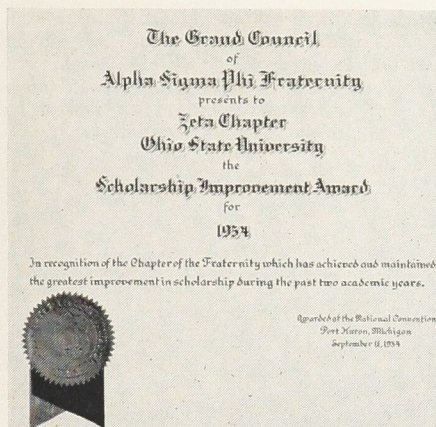 The Grand Council
of
Alpha Sigma Phi Fraternity
presents to
Zeta Chapter
Ohio State University
the
Scholarship Improvement Award
for
1954
In recognition of the Chapter of the Fraternity which has achieved and maintained
the greatest improvement in scholarship during the past two academic years.
Awarded at the National Convention
Port Huron, Michigan
September 11, 1954